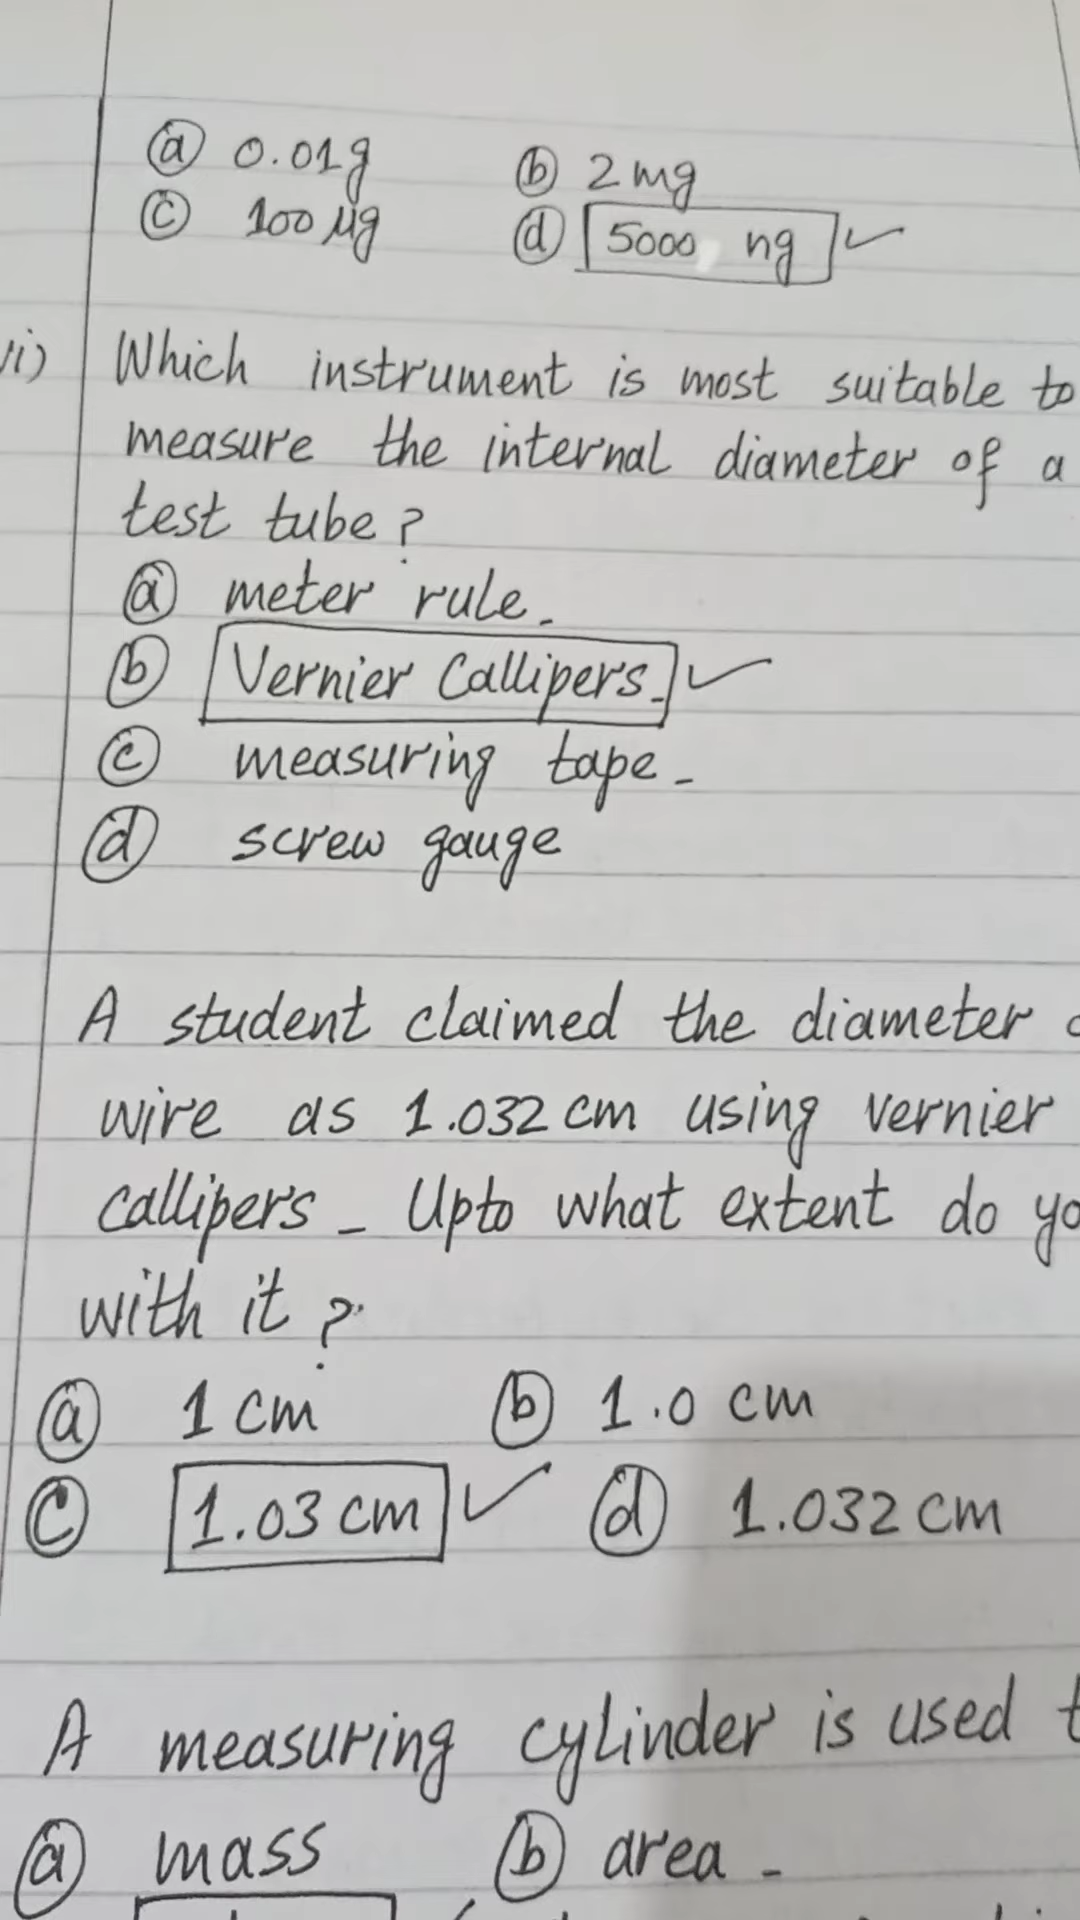 ⓐ 0.01g ⓑ 2 mg
ⓒ 100 µg ⓓ 5000 ng
vi) Which instrument is most suitable to
measure the internal diameter of a
test tube?
ⓐ meter rule.
ⓑ Vernier Callipers.
ⓒ measuring tape.
ⓓ screw gauge
A student claimed the diameter
wire as 1.032 cm using vernier
callipers. Upto what extent do
with it?
ⓐ 1 cm ⓑ 1.0 cm
ⓒ 1.03 cm ⓓ 1.032 cm
A measuring cylinder is used
ⓐ mass ⓑ area.